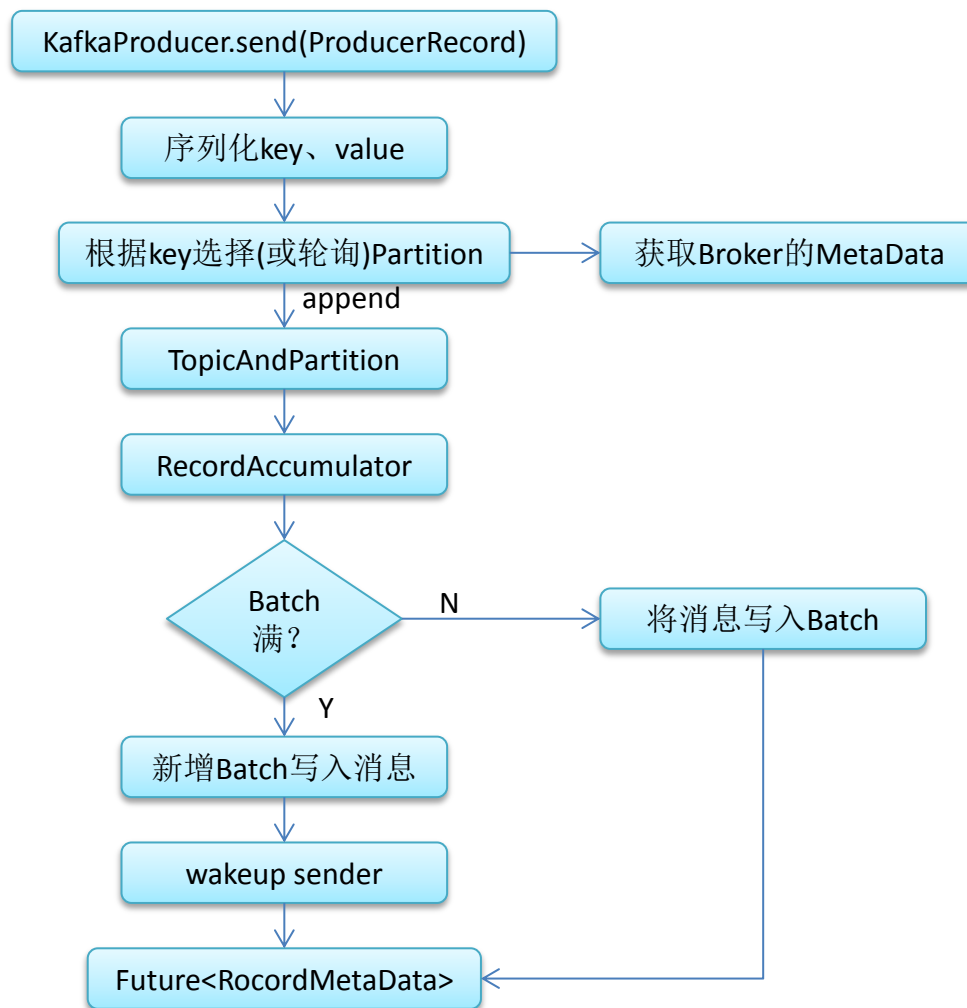 KafkaProducer.send(ProducerRecord)
序列化key、value
根据key选择(或轮询)Partition
获取Broker的MetaData
append
TopicAndPartition
RecordAccumulator
Batch
满？
N
将消息写入Batch
Y
新增Batch写入消息
wakeup sender
Future<RocordMetaData>